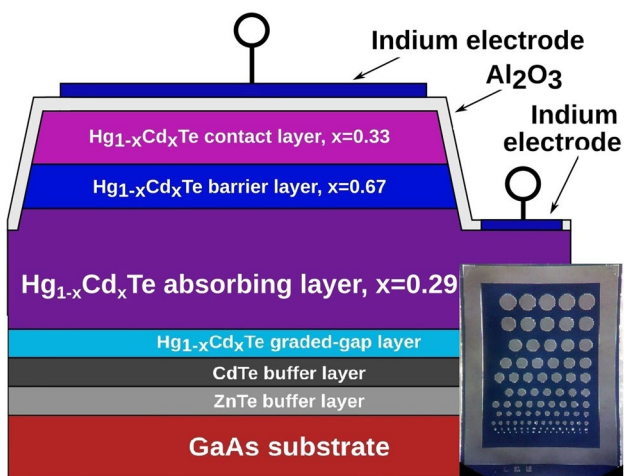 Indium electrode
Al2O3
Indium
electrode
Hg1-xCdxTe contact layer, x=0.33
Hg1-xCdxTe barrier layer, x=0.67
Hg1-xCdxTe absorbing layer, x=0.29
Hg1-xCdxTe graded-gap layer
CdTe buffer layer
ZnTe buffer layer
GaAs substrate